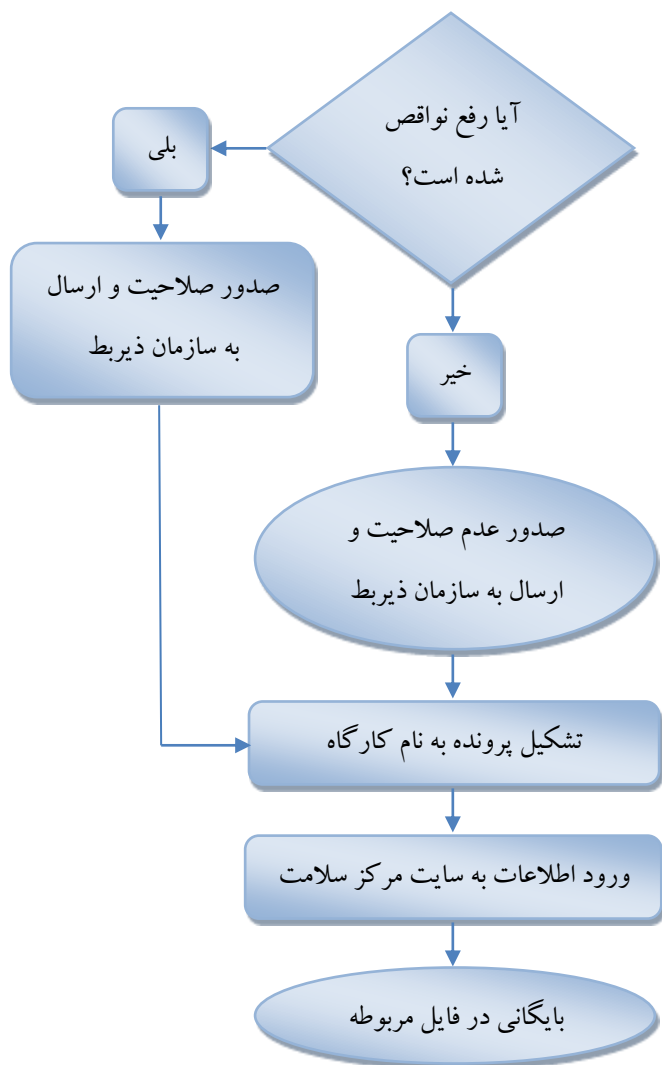 آیا رفع نواقص
شده است؟
بلی
صدور صلاحیت و ارسال
به سازمان ذیربط
خیر
صدور عدم صلاحیت و
ارسال به سازمان ذیربط
تشکیل پرونده به نام کارگاه
ورود اطلاعات به سایت مرکز سلامت
بایگانی در فایل مربوطه